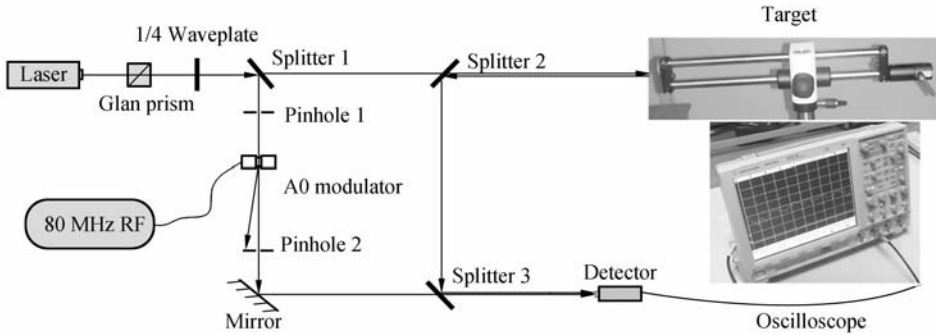 Target
1/4 Waveplate
Splitter 1
Splitter 2
Laser
Glan prism
Pinhole 1
A0 modulator
80 MHz RF
Pinhole 2
Splitter 3
Detector
Mirror
Oscilloscope